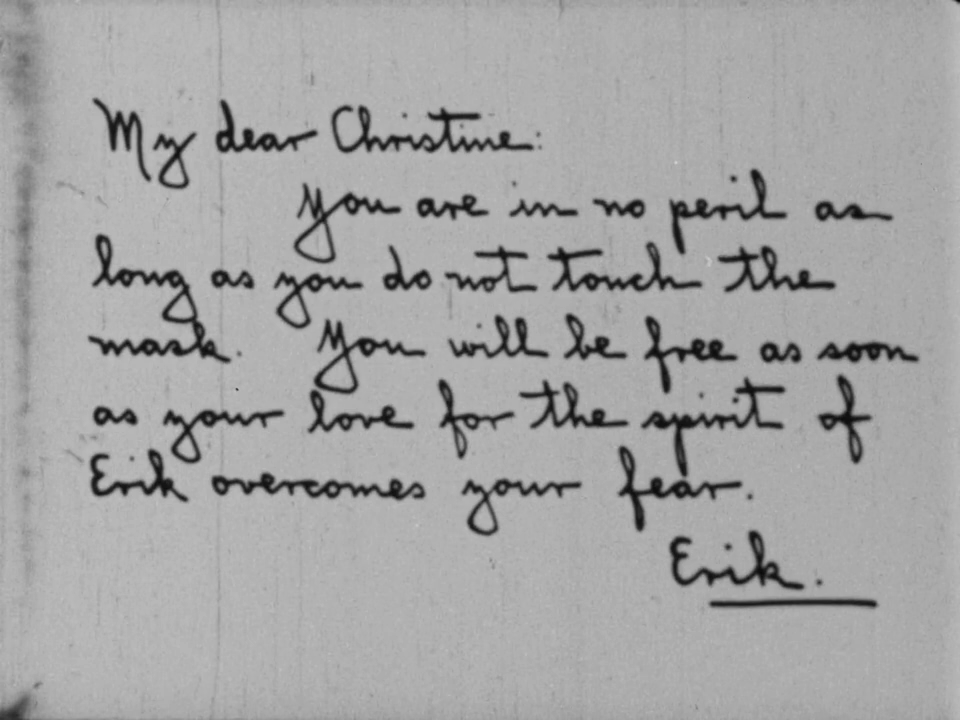 My dear Christine:
You are in no peril as
long as you do not touch the
mask. You will be free as soon
as your love for the spirit of
Erik overcomes your fear.
Erik.